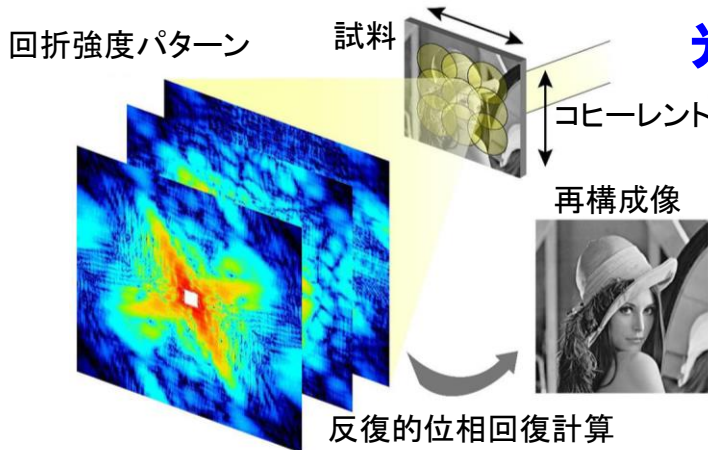 回折強度パターン
試料
コヒーレント
再構成像
反復的位相回復計算